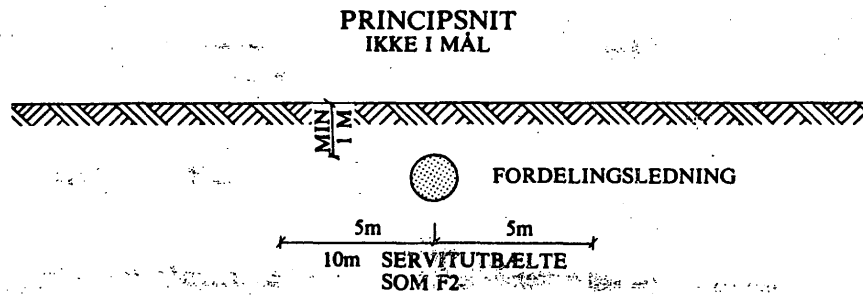 PRINCIPSNIT
IKKE I MÅL
MIN
1 M
FORDELINGSLEDNING
5m 5m
10m SERVITUTBÆLTE
SOM F2